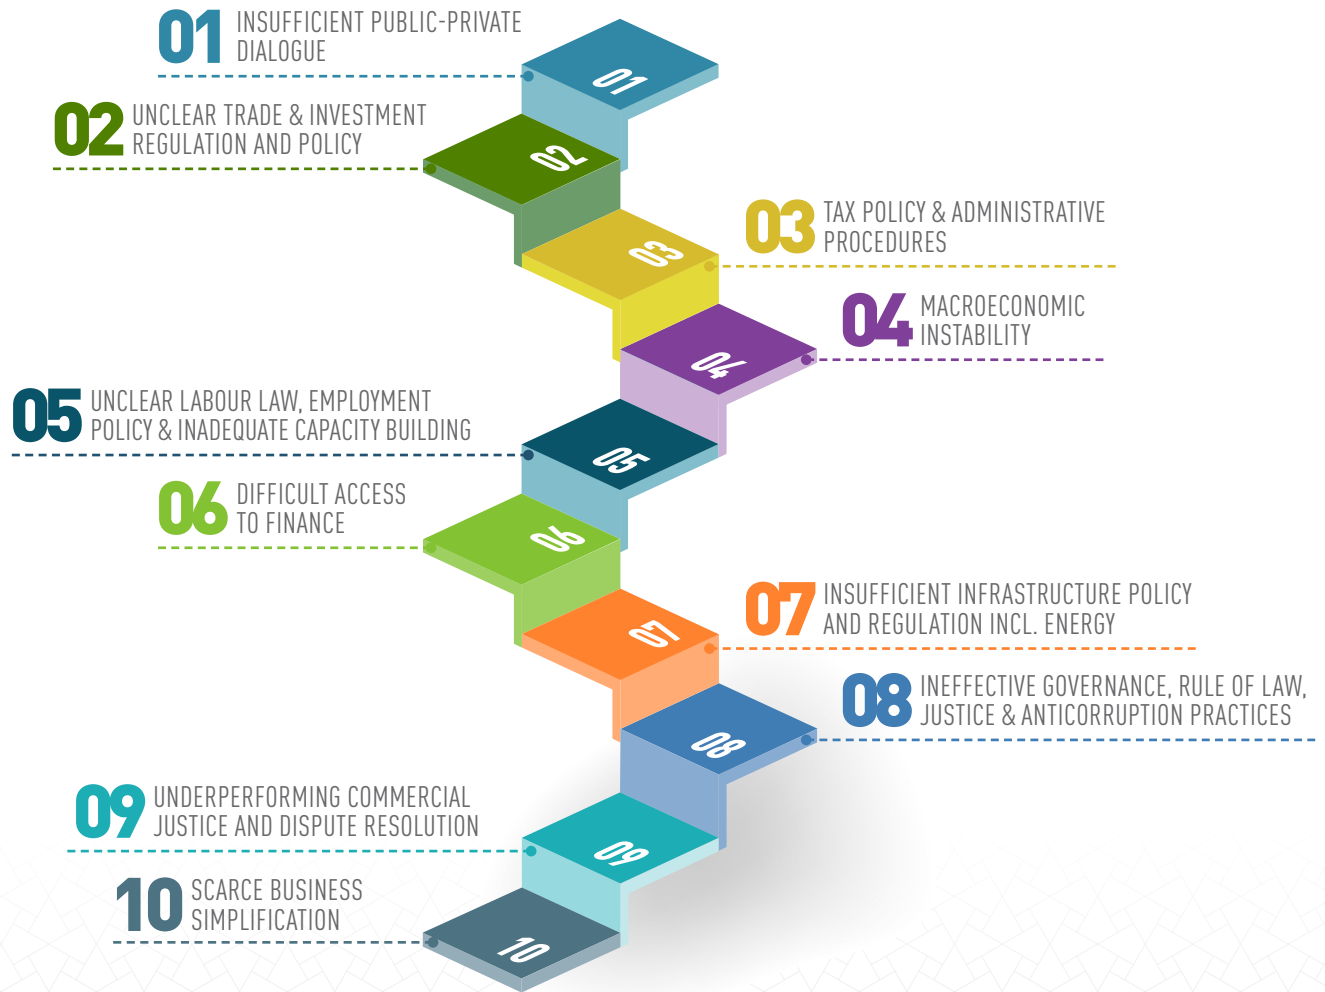 01 INSUFFICIENT PUBLIC-PRIVATE
DIALOGUE
01
02 UNCLEAR TRADE & INVESTMENT
REGULATION AND POLICY
02
03 TAX POLICY & ADMINISTRATIVE
PROCEDURES
03
04 MACROECONOMIC
INSTABILITY
04
05 UNCLEAR LABOUR LAW, EMPLOYMENT
POLICY & INADEQUATE CAPACITY BUILDING
05
06 DIFFICULT ACCESS
TO FINANCE
06
07 INSUFFICIENT INFRASTRUCTURE POLICY
AND REGULATION INCL. ENERGY
07
08 INEFFECTIVE GOVERNANCE, RULE OF LAW,
JUSTICE & ANTICORRUPTION PRACTICES
08
09 UNDERPERFORMING COMMERCIAL
JUSTICE AND DISPUTE RESOLUTION
09
10 SCARCE BUSINESS
SIMPLIFICATION
10